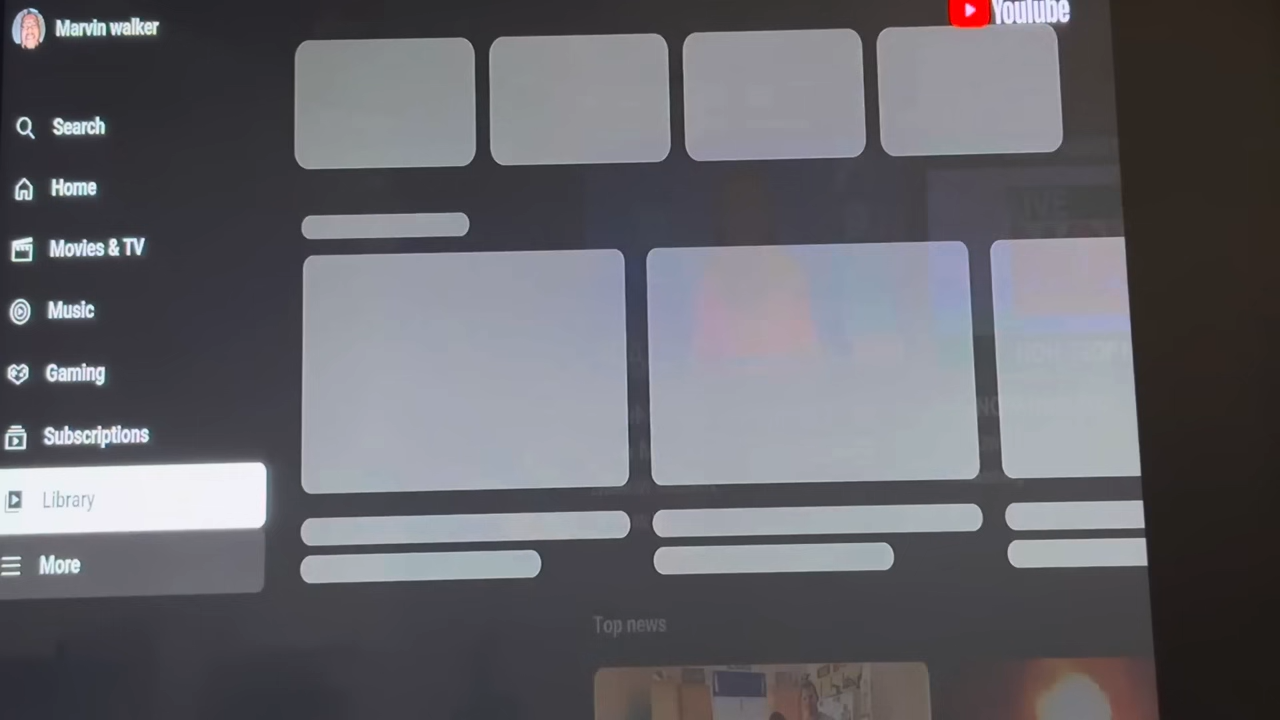 Marvin walker
YouTube
Search
Home
Movies & TV
Music
Gaming
Subscriptions
Library
More
Top news